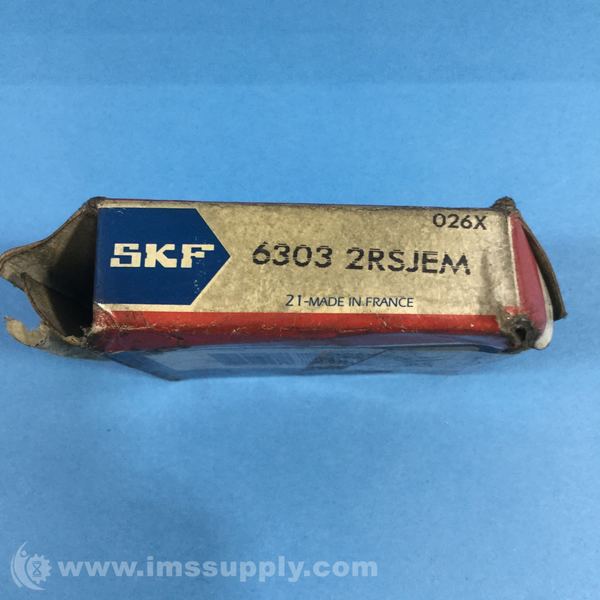 026X
SKF
6303 2RSJEM
21-MADE IN FRANCE
www.imssupply.com